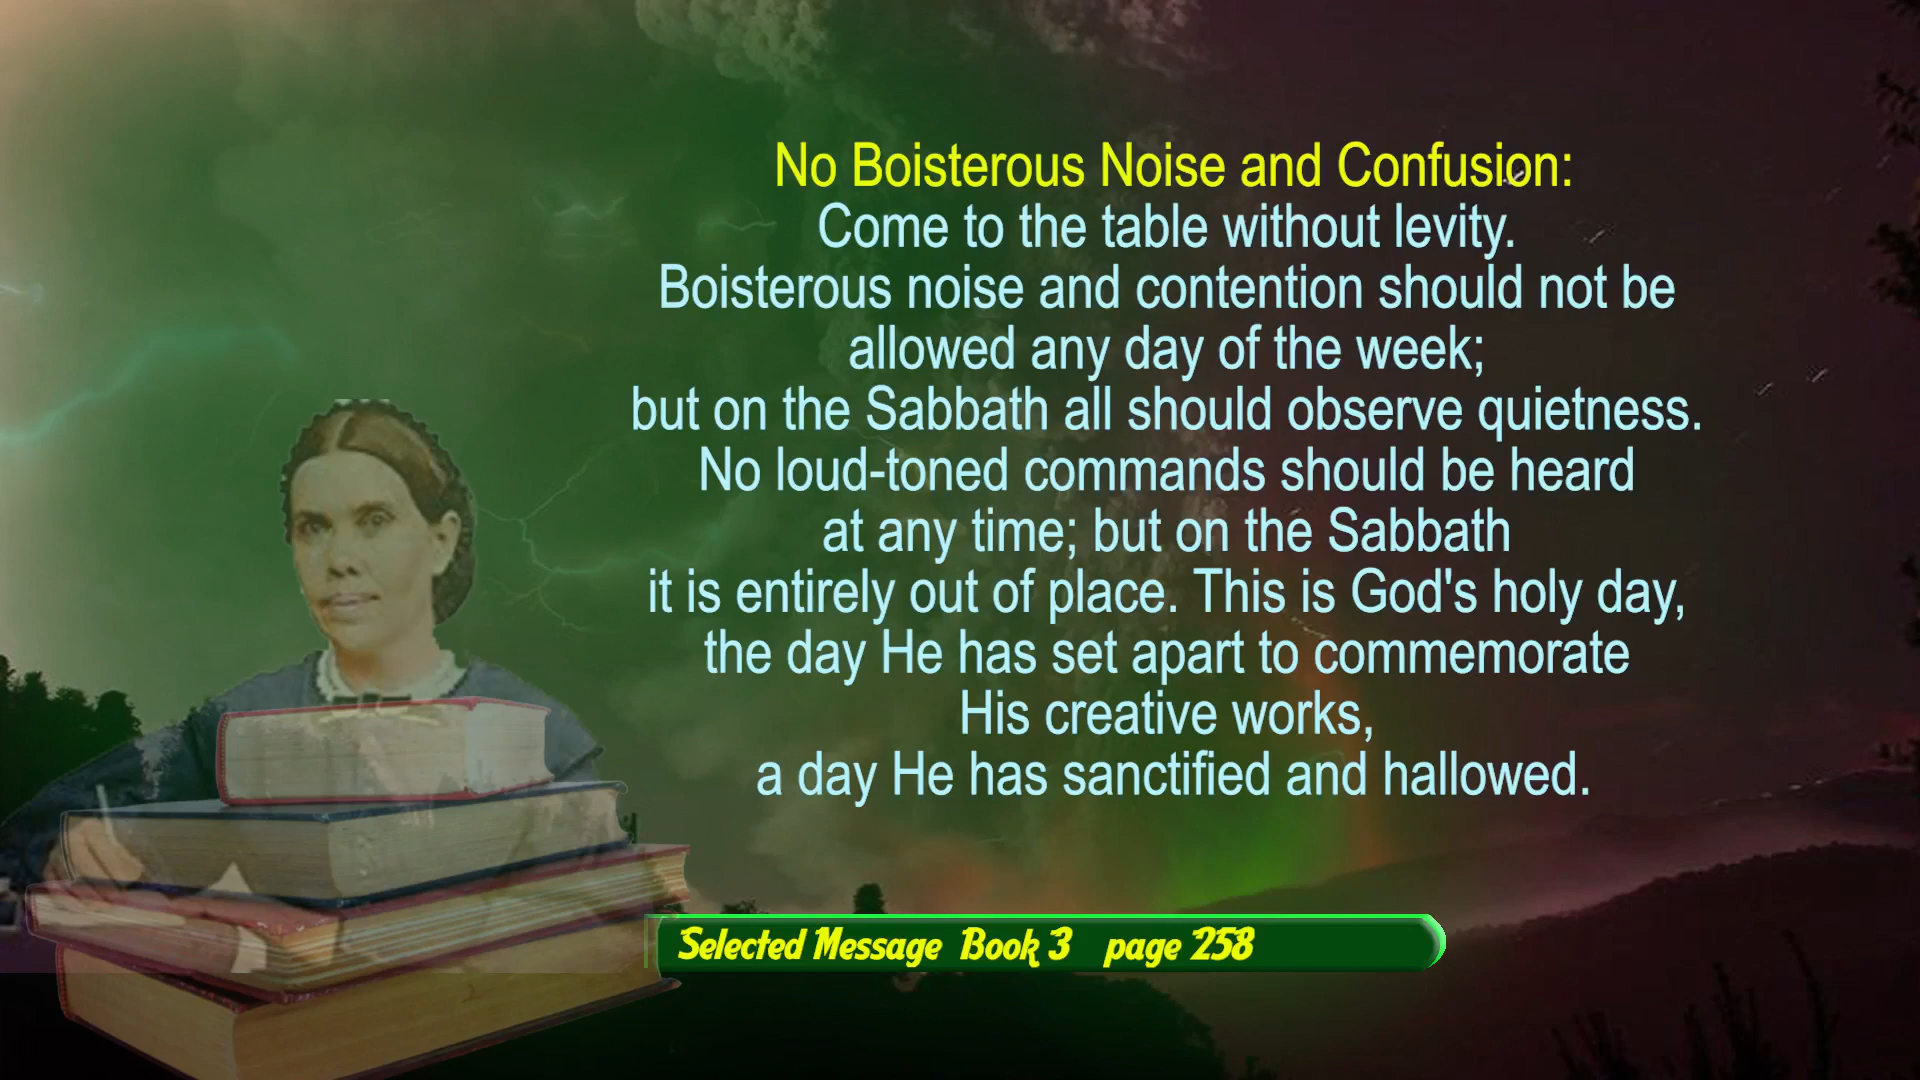 No Boisterous Noise and Confusion:
Come to the table without levity.
Boisterous noise and contention should not be
allowed any day of the week;
but on the Sabbath all should observe quietness.
No loud-toned commands should be heard
at any time; but on the Sabbath
it is entirely out of place. This is God's holy day,
the day He has set apart to commemorate
His creative works,
a day He has sanctified and hallowed.
Selected Message Book 3 page 258